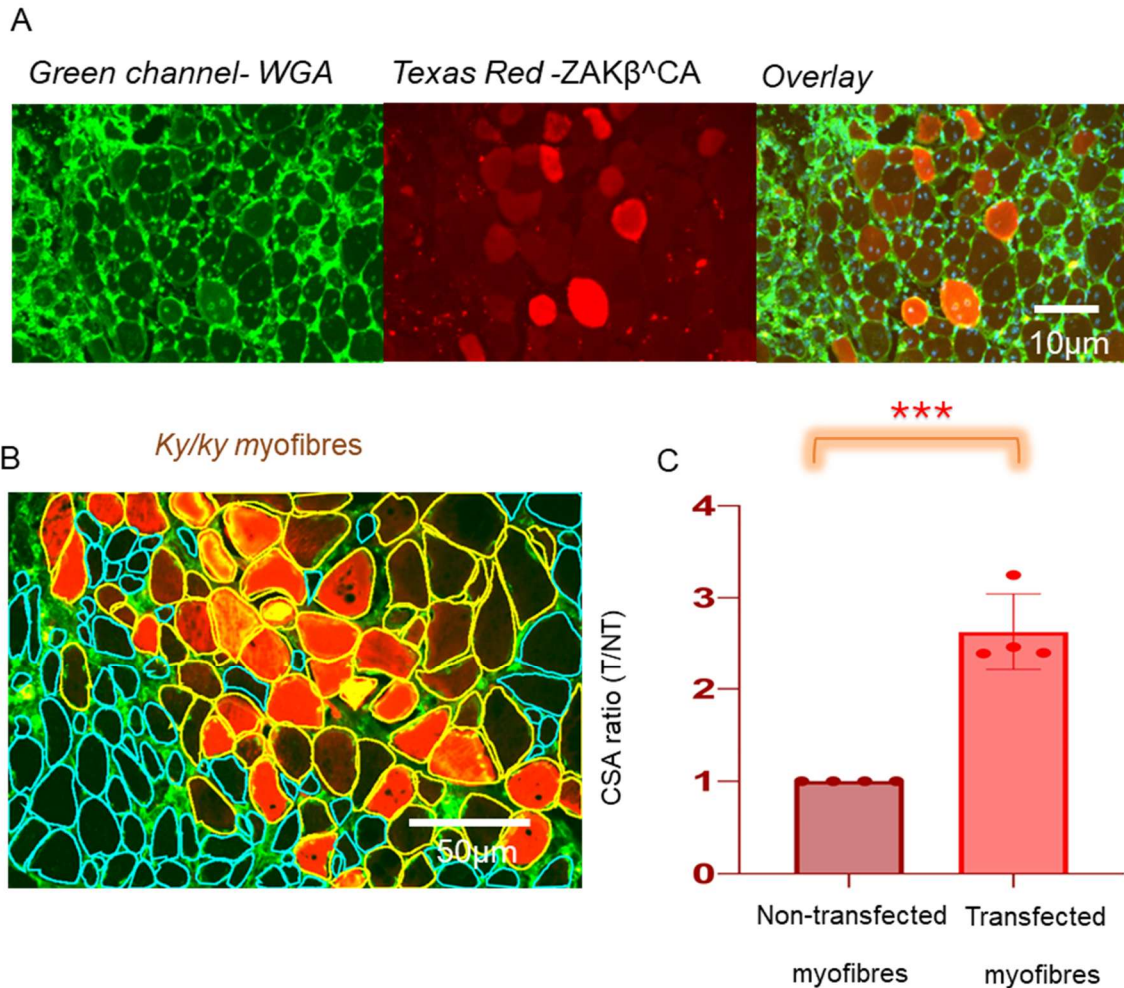 A
Green channel- WGA
Texas Red -ZAKβ^CA
Overlay
10μm
B
Ky/ky myofibres
50μm
C
***
CSA ratio (T/NT)
4
3
2
1
0
Non-transfected myofibres
Transfected myofibres